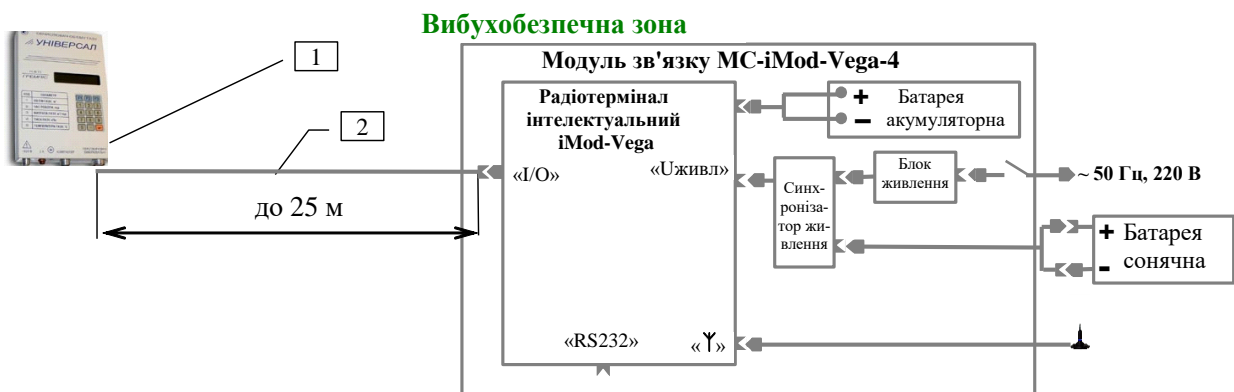 Вибухобезпечна зона
УНІВЕРСАЛ
1
2
до 25 м
Модуль зв'язку МС-iMod-Vega-4
Радіотермінал
інтелектуальний
iMod-Vega
«I/O»
«Uживл»
«RS232»
« »
+
−
Батарея
акумуляторна
Синх-
ронiза-
тор жи-
влення
Блок
живлення
~ 50 Гц, 220 В
+
-
Батарея
сонячна